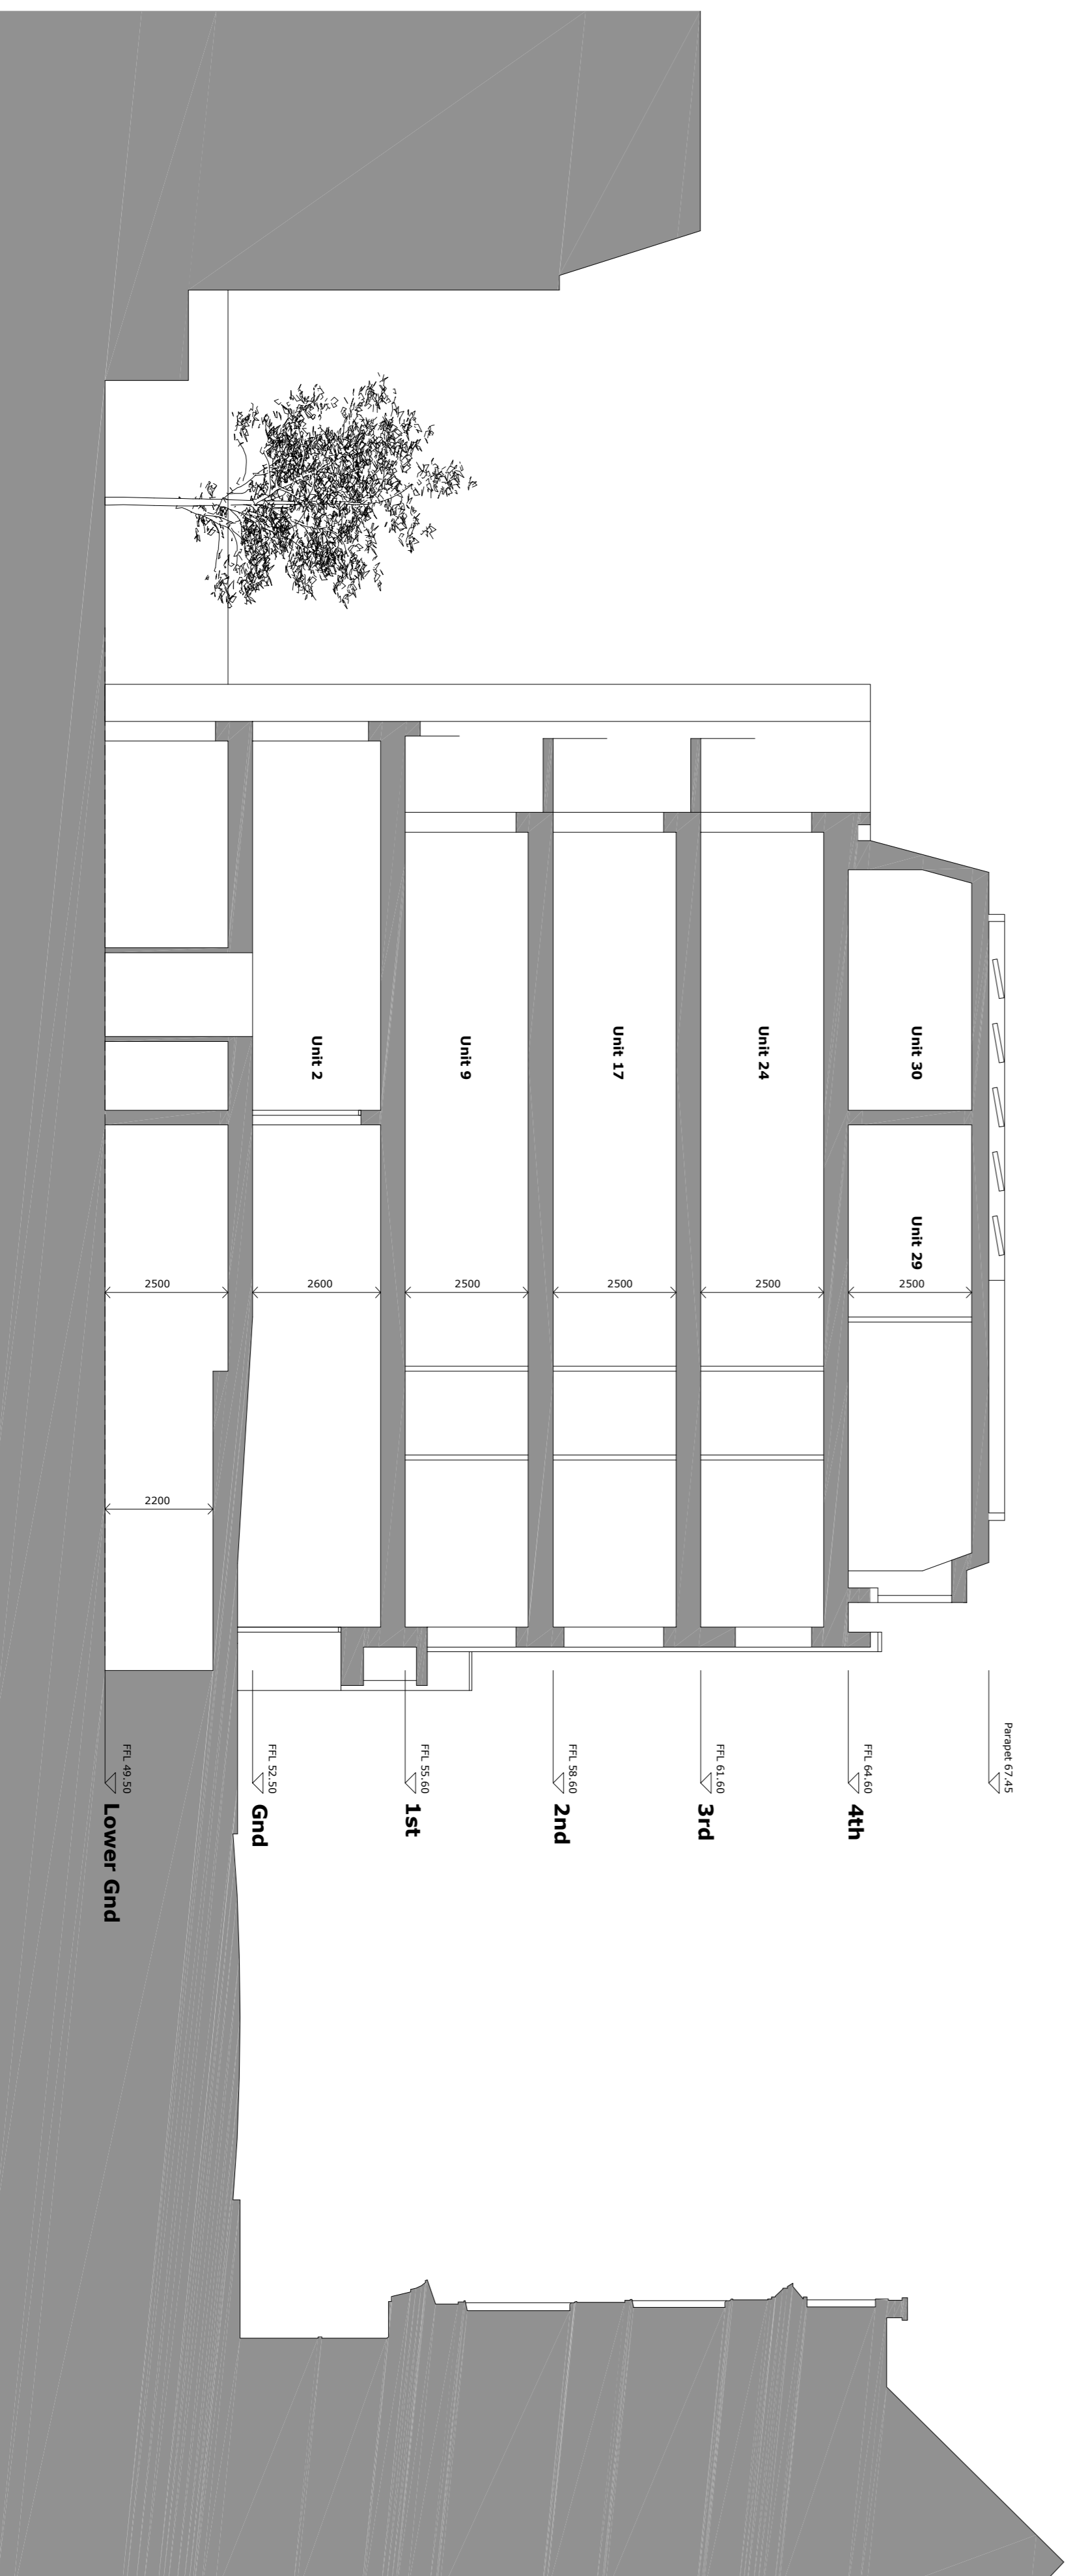 Parapet 67.45
Unit 30
Unit 29
2500
FFL 64.60
4th
Unit 24
2500
FFL 61.60
3rd
Unit 17
2500
FFL 58.60
2nd
Unit 9
2500
FFL 55.60
1st
Unit 2
2600
FFL 52.50
Gnd
2500
2200
FFL 49.50
Lower Gnd